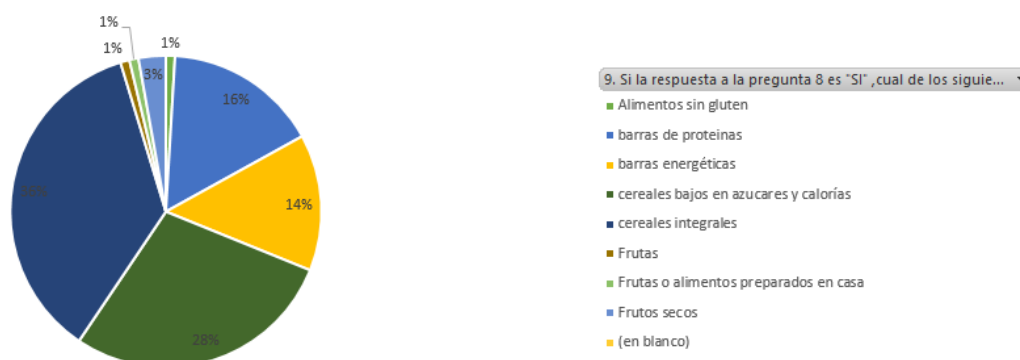 1%
1%
1%
3%
16%
14%
28%
9. Si la respuesta a la pregunta 8 es "SI" ,cual de los siguie...
Alimentos sin gluten
barras de proteinas
barras energéticas
cereales bajos en azucares y calorías
cereales integrales
Frutas
Frutas o alimentos preparados en casa
Frutos secos
(en blanco)